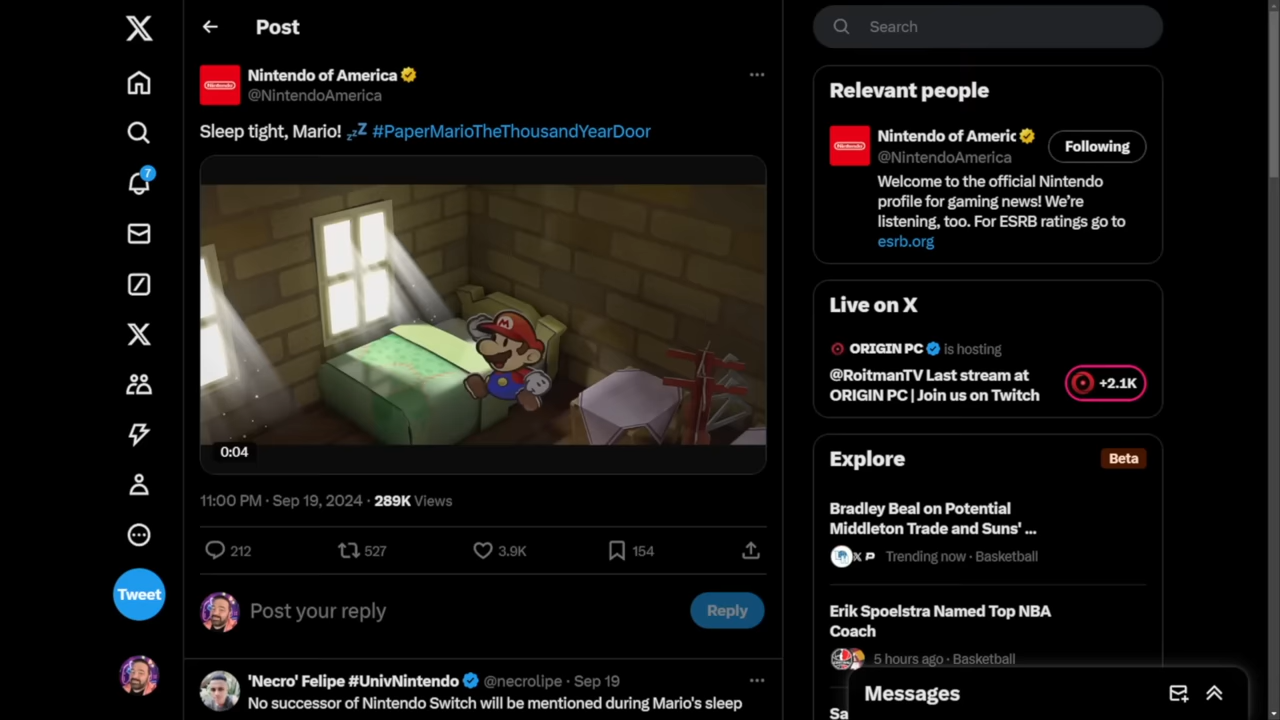 Post
Nintendo of America
@NintendoAmerica
Sleep tight, Mario! 💤 #PaperMarioTheThousandYearDoor
0:04
11:00 PM · Sep 19, 2024 · 289K Views
212 527 3.9K 154
Post your reply
Reply
'Necro' Felipe #UnivNintendo @necrolipe · Sep 19
No successor of Nintendo Switch will be mentioned during Mario's sleep
7
Tweet
Search
Relevant people
Nintendo of Americ
@NintendoAmerica
Following
Welcome to the official Nintendo
profile for gaming news! We're
listening, too. For ESRB ratings go to
esrb.org
Live on X
ORIGIN PC is hosting
@RoitmanTV Last stream at
ORIGIN PC | Join us on Twitch
+2.1K
Explore
Beta
Bradley Beal on Potential
Middleton Trade and Suns' ...
Trending now · Basketball
Erik Spoelstra Named Top NBA
Coach
5 hours ago · Basketball
Sa
Messages